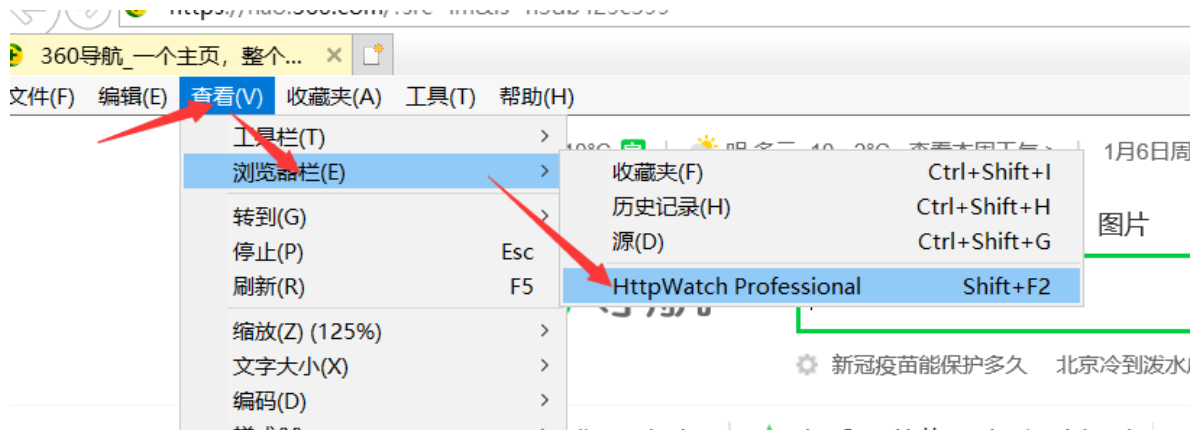 360导航_一个主页，整个...
文件(F) 编辑(E) 查看(V) 收藏夹(A) 工具(T) 帮助(H)
工具栏(T)
1月6日周
浏览器栏(E)
收藏夹(F) Ctrl+Shift+I
历史记录(H) Ctrl+Shift+H
转到(G)
图片
源(D) Ctrl+Shift+G
停止(P) Esc
刷新(R) F5
HttpWatch Professional Shift+F2
缩放(Z) (125%)
文字大小(X)
新冠疫苗能保护多久 北京冷到泼水
编码(D)